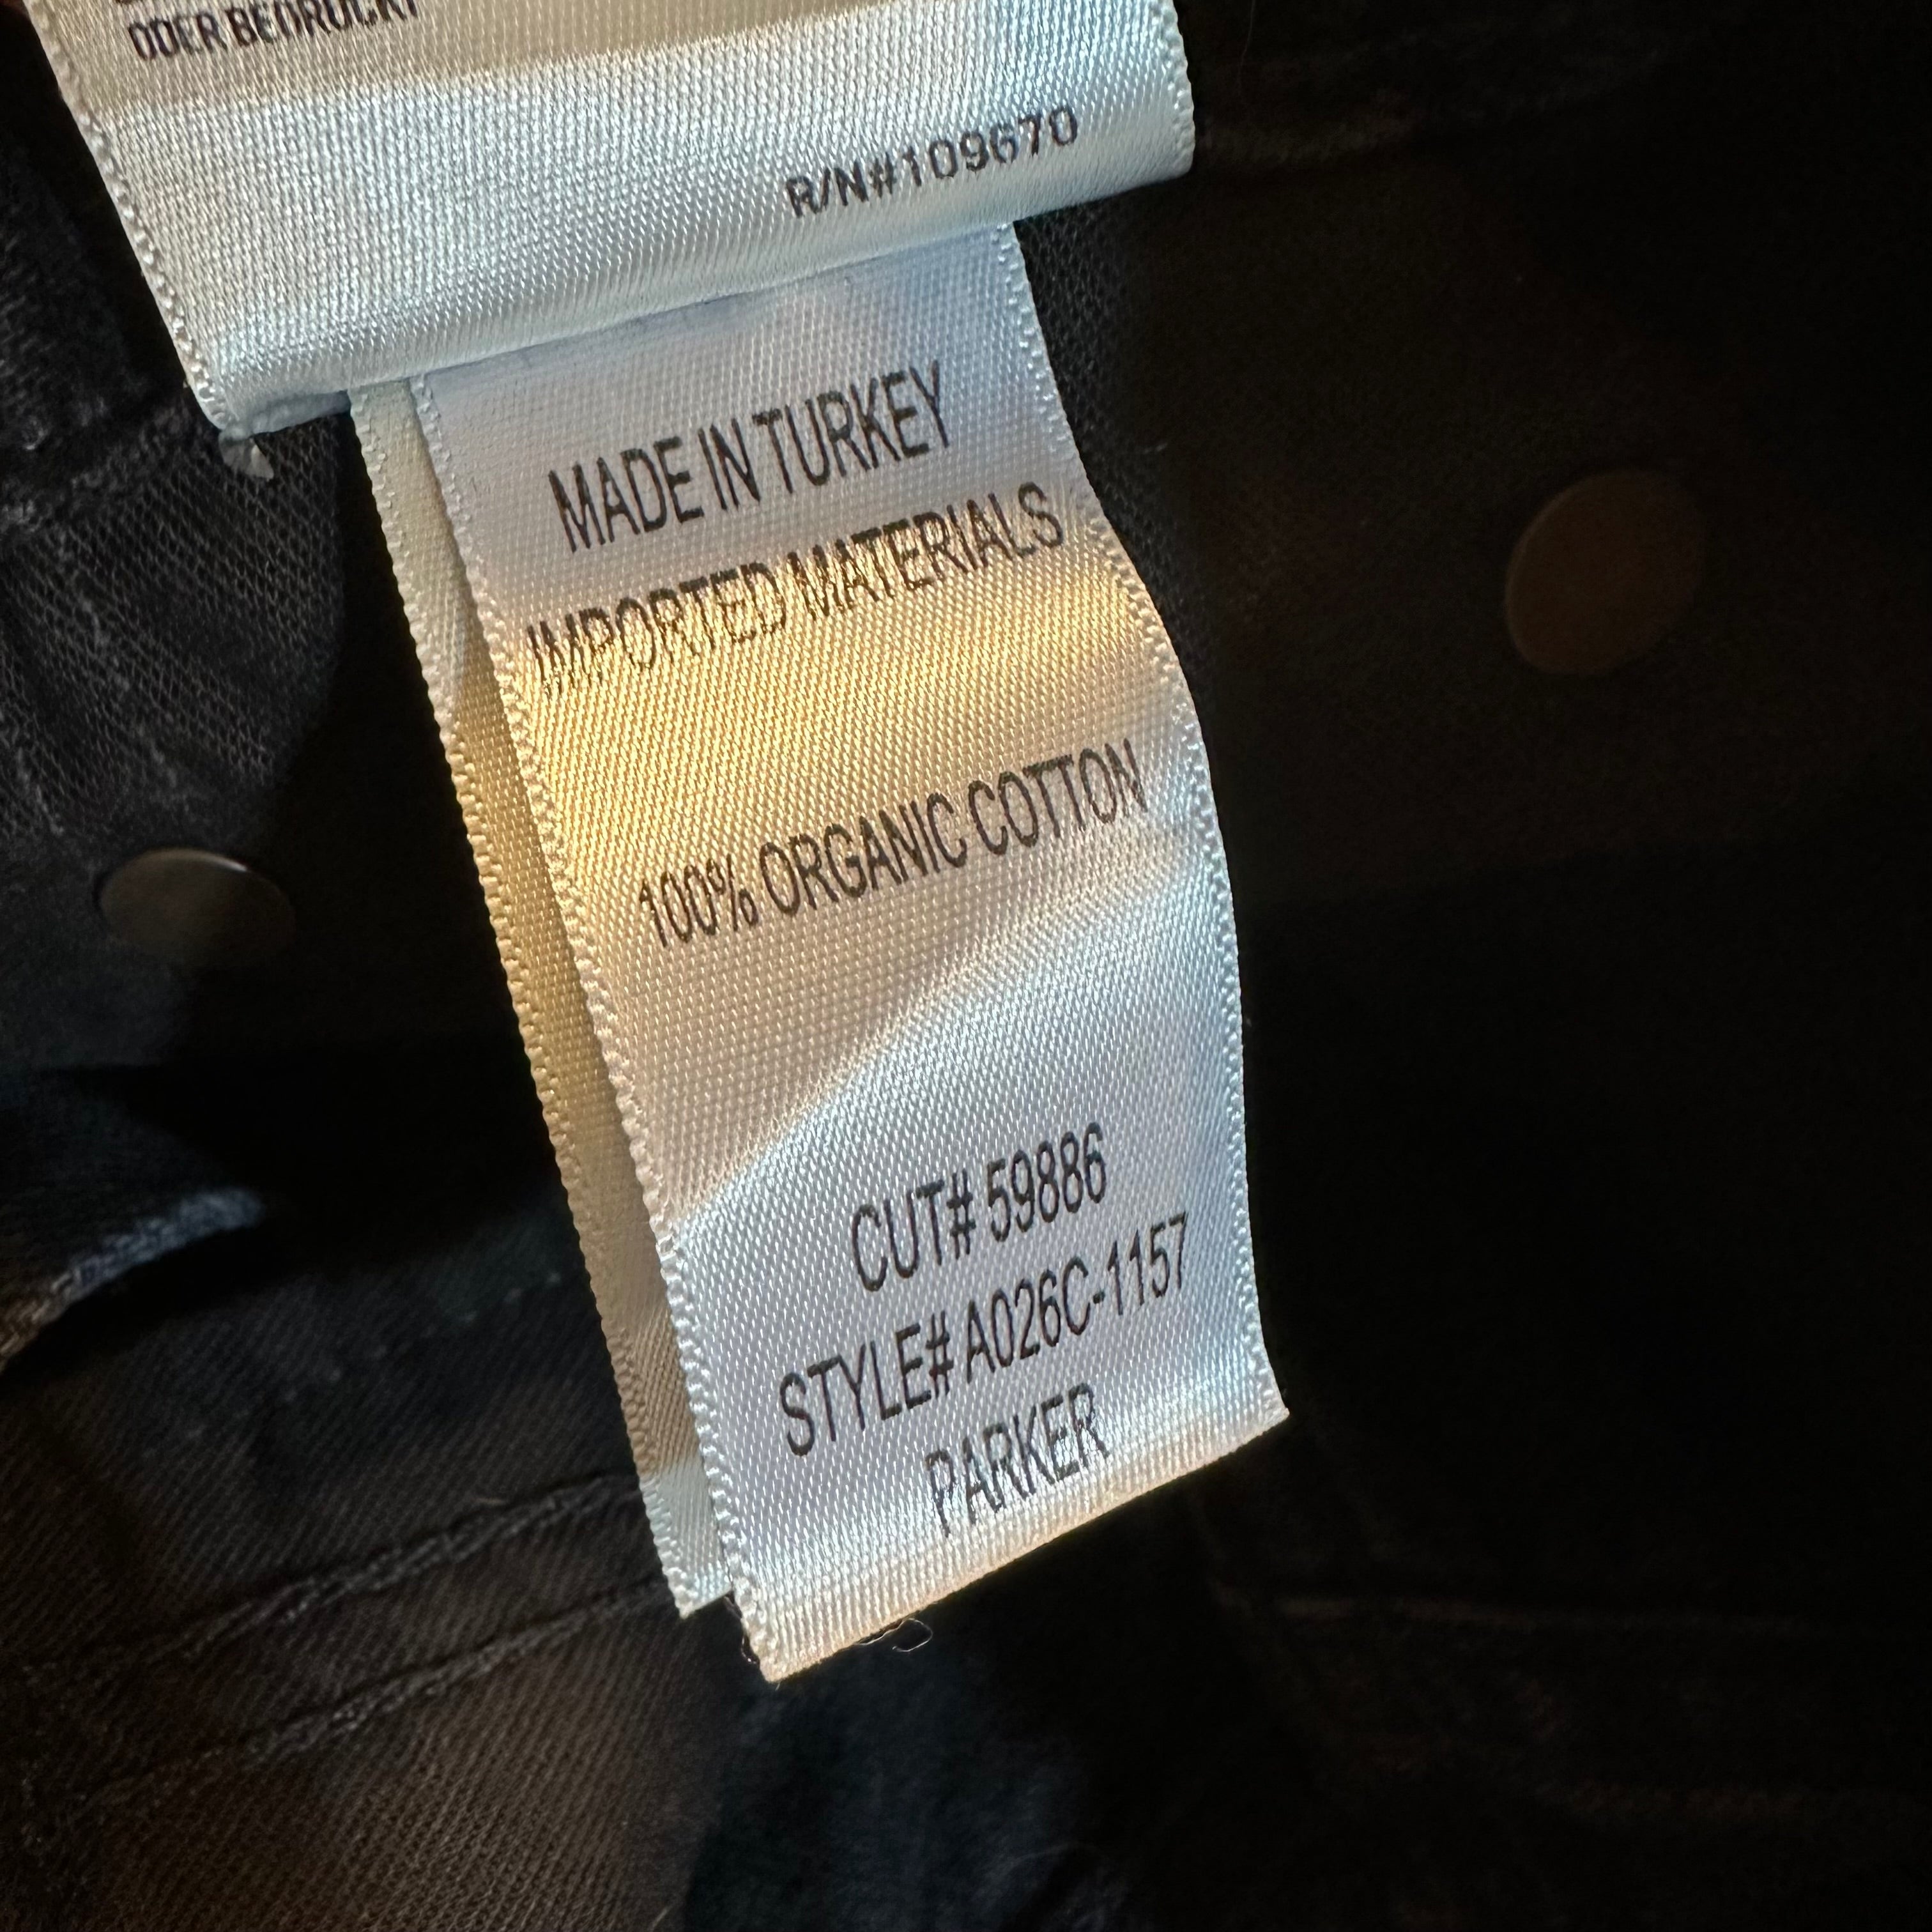 ODER BEDRUCKT
R/N#109670
MADE IN TURKEY
IMPORTED MATERIALS
100% ORGANIC COTTON
CUT# 59886
STYLE# A026C-1157
PARKER